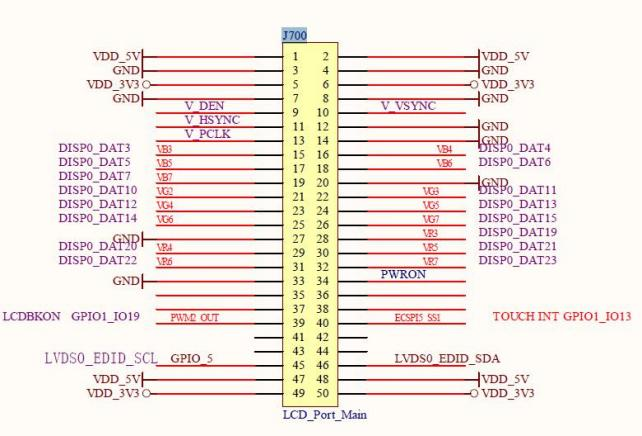 J700
VDD_5V 1 2 VDD_5V
GND 3 4 GND
VDD_3V3 5 6 VDD_3V3
GND 7 8 GND
V_DEN 9 10 V_VSYNC
V_HSYNC 11 12 GND
V_PCLK 13 14 GND
DISP0_DAT3 VB3 15 16 VB4 DISP0_DAT4
DISP0_DAT5 VB5 17 18 VB6 DISP0_DAT6
DISP0_DAT7 VB7 19 20 GND
DISP0_DAT10 VG2 21 22 VG3 DISP0_DAT11
DISP0_DAT12 VG4 23 24 VG5 DISP0_DAT13
DISP0_DAT14 VG6 25 26 VG7 DISP0_DAT15
GND 27 28 VR3 DISP0_DAT19
DISP0_DAT20 VR4 29 30 VR5 DISP0_DAT21
DISP0_DAT22 VR6 31 32 VR7 DISP0_DAT23
GND 33 34 PWRON
35 36
37 38
LCDBKON GPIO1_IO19 PWM2_OUT 39 40 ECSPI5_SS1 TOUCH INT GPIO1_IO13
41 42
43 44
LVDS0_EDID_SCL GPIO_5 45 46 LVDS0_EDID_SDA
VDD_5V 47 48 VDD_5V
VDD_3V3 49 50 VDD_3V3
LCD_Port_Main